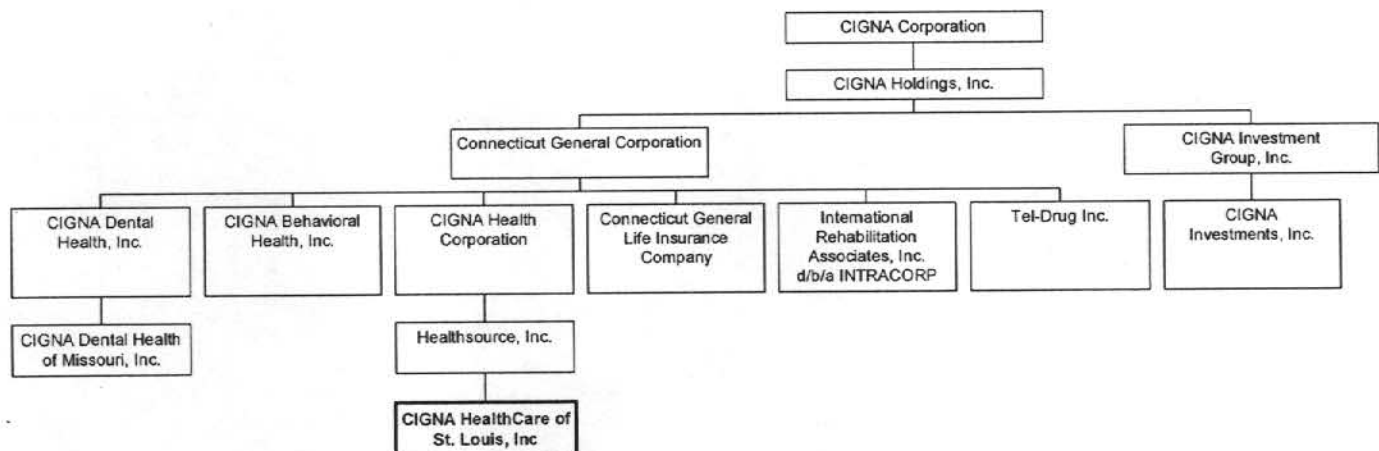 CIGNA Corporation
CIGNA Holdings, Inc.
Connecticut General Corporation
CIGNA Investment
Group, Inc.
CIGNA Dental
Health, Inc.
CIGNA Behavioral
Health, Inc.
CIGNA Health
Corporation
Connecticut General
Life Insurance
Company
International
Rehabilitation
Associates, Inc.
d/b/a INTRACORP
Tel-Drug Inc.
CIGNA
Investments, Inc.
CIGNA Dental Health
of Missouri, Inc.
Healthsource, Inc.
CIGNA HealthCare of
St. Louis, Inc